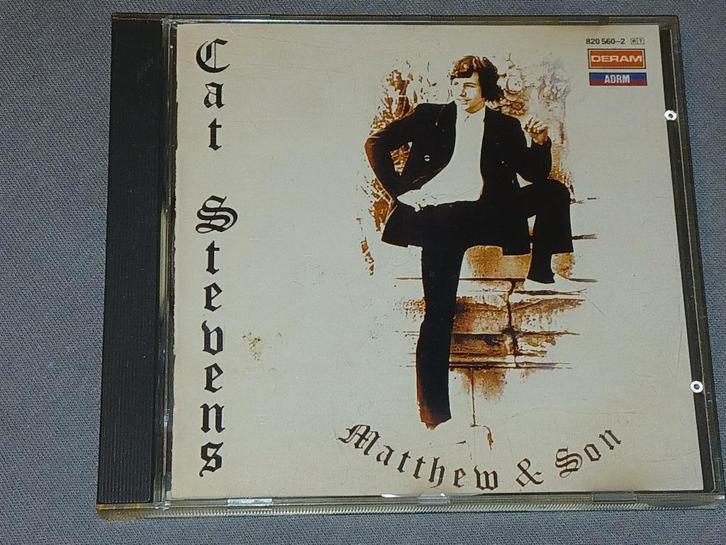 Cat Stevens
820 560-2
DERAM
ADRM
Matthew & Son